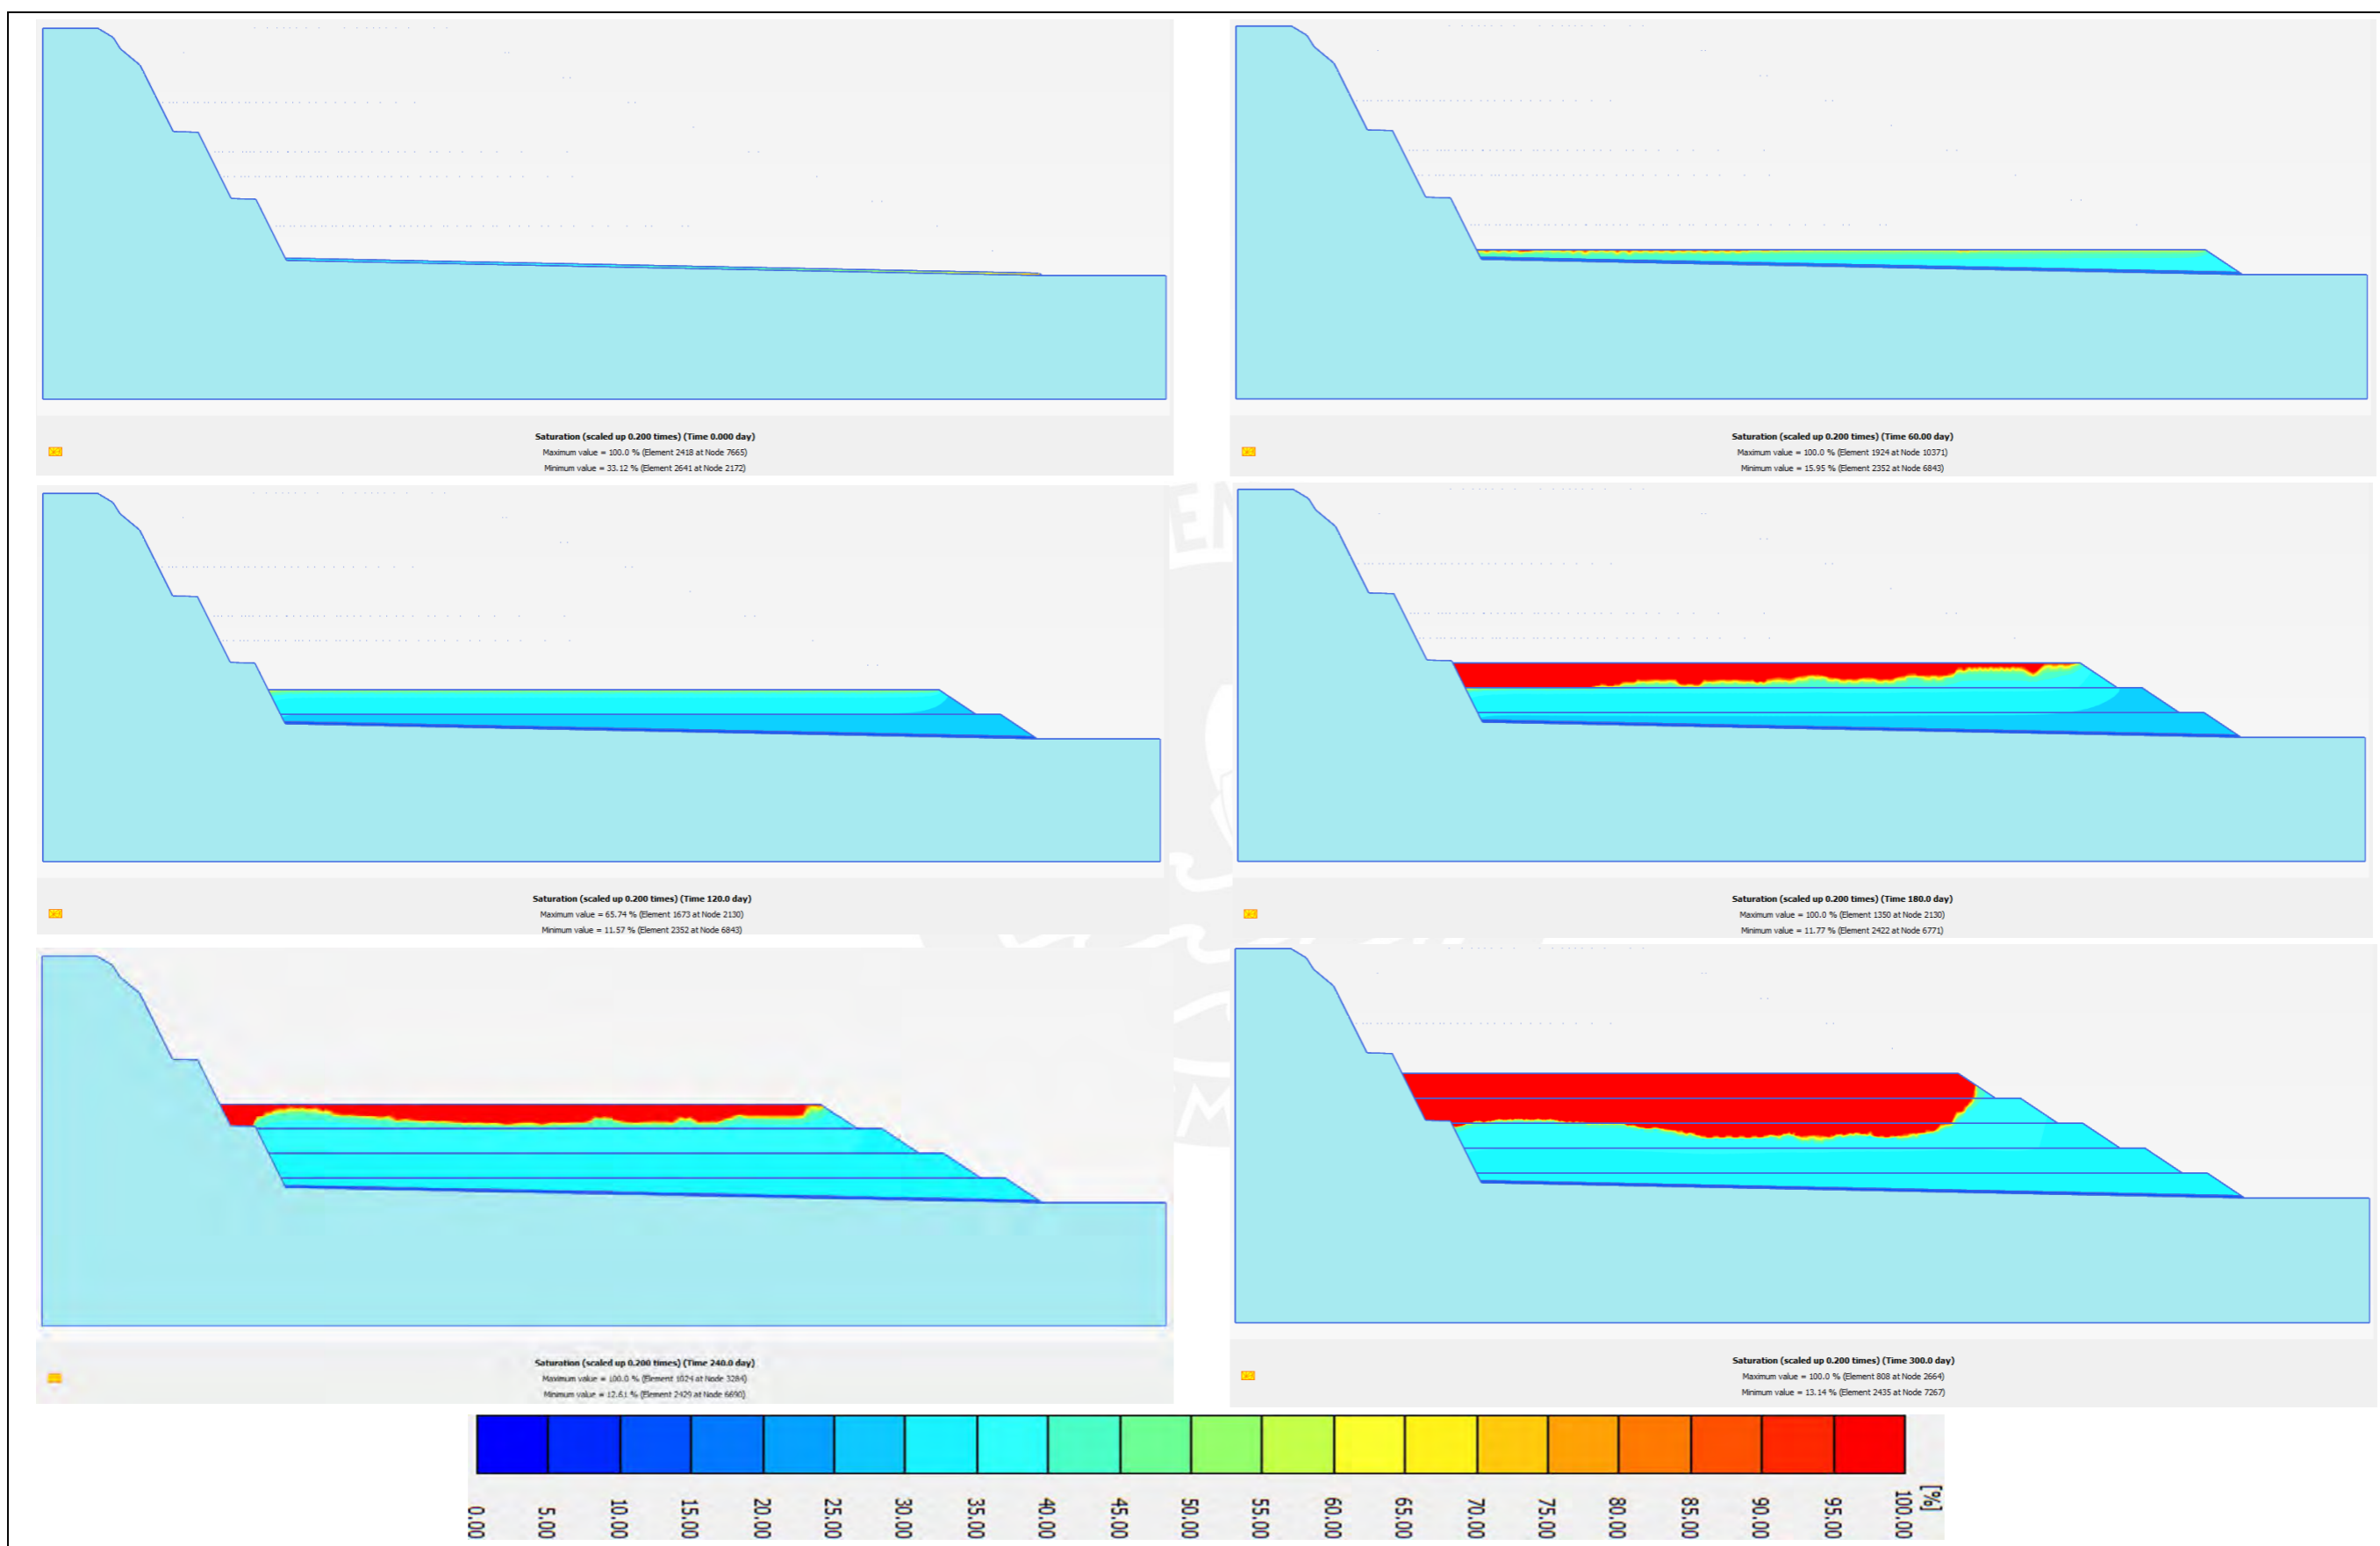 Saturation (scaled up 0.200 times) (Time 0.000 day)
Maximum value = 100.0 % (Element 2418 at Node 7665)
Minimum value = 33.12 % (Element 2641 at Node 2172)
Saturation (scaled up 0.200 times) (Time 60.00 day)
Maximum value = 100.0 % (Element 1924 at Node 10371)
Minimum value = 15.95 % (Element 2352 at Node 6843)
Saturation (scaled up 0.200 times) (Time 120.0 day)
Maximum value = 65.74 % (Element 1673 at Node 2130)
Minimum value = 11.57 % (Element 2352 at Node 6843)
Saturation (scaled up 0.200 times) (Time 180.0 day)
Maximum value = 100.0 % (Element 1350 at Node 2130)
Minimum value = 11.77 % (Element 2422 at Node 6771)
Saturation (scaled up 0.200 times) (Time 240.0 day)
Maximum value = 100.0 % (Element 1024 at Node 3284)
Minimum value = 12.61 % (Element 2429 at Node 6690)
Saturation (scaled up 0.200 times) (Time 300.0 day)
Maximum value = 100.0 % (Element 808 at Node 2664)
Minimum value = 13.14 % (Element 2435 at Node 7267)
0.00
5.00
10.00
15.00
20.00
25.00
30.00
35.00
40.00
45.00
50.00
55.00
60.00
65.00
70.00
75.00
80.00
85.00
90.00
95.00
100.00
[%]